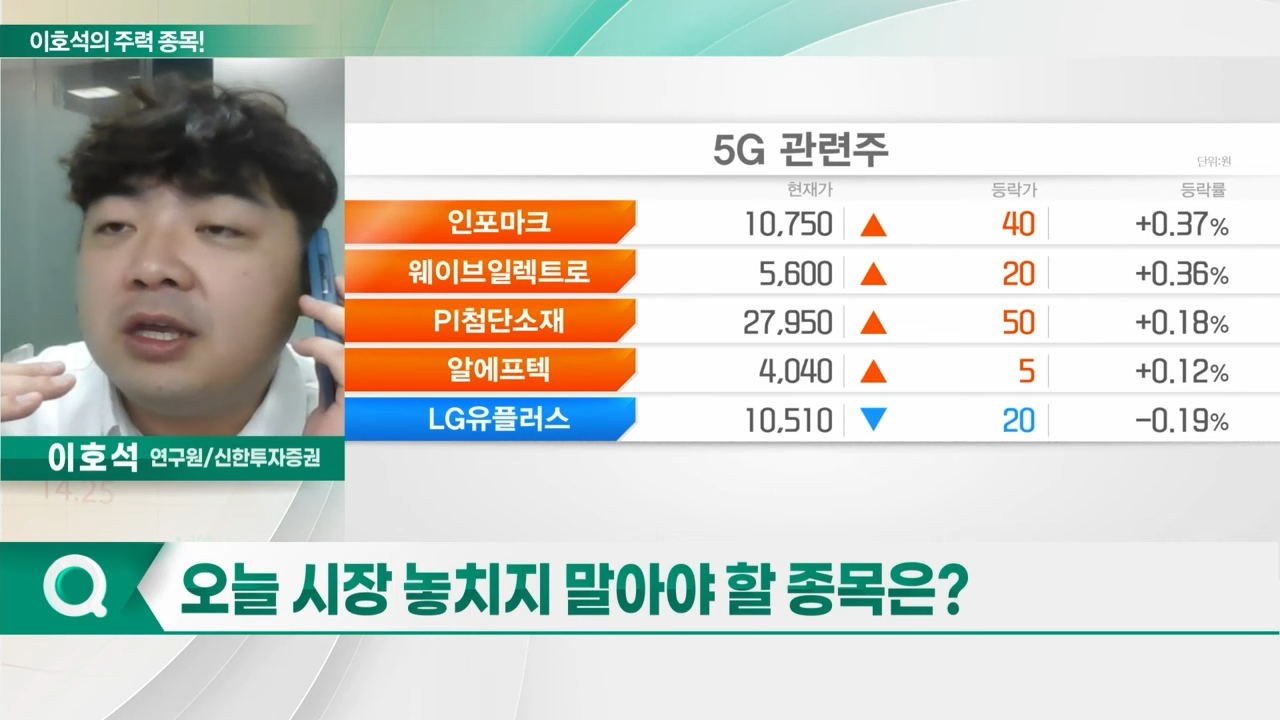 이호석의 주력 종목!
5G 관련주
단위:원
현재가 등락가 등락률
인포마크 10,750 ▲ 40 +0.37%
웨이브일렉트로 5,600 ▲ 20 +0.36%
PI첨단소재 27,950 ▲ 50 +0.18%
알에프텍 4,040 ▲ 5 +0.12%
LG유플러스 10,510 ▼ 20 -0.19%
이호석 연구원/신한투자증권
14.25
Q 오늘 시장 놓치지 말아야 할 종목은?